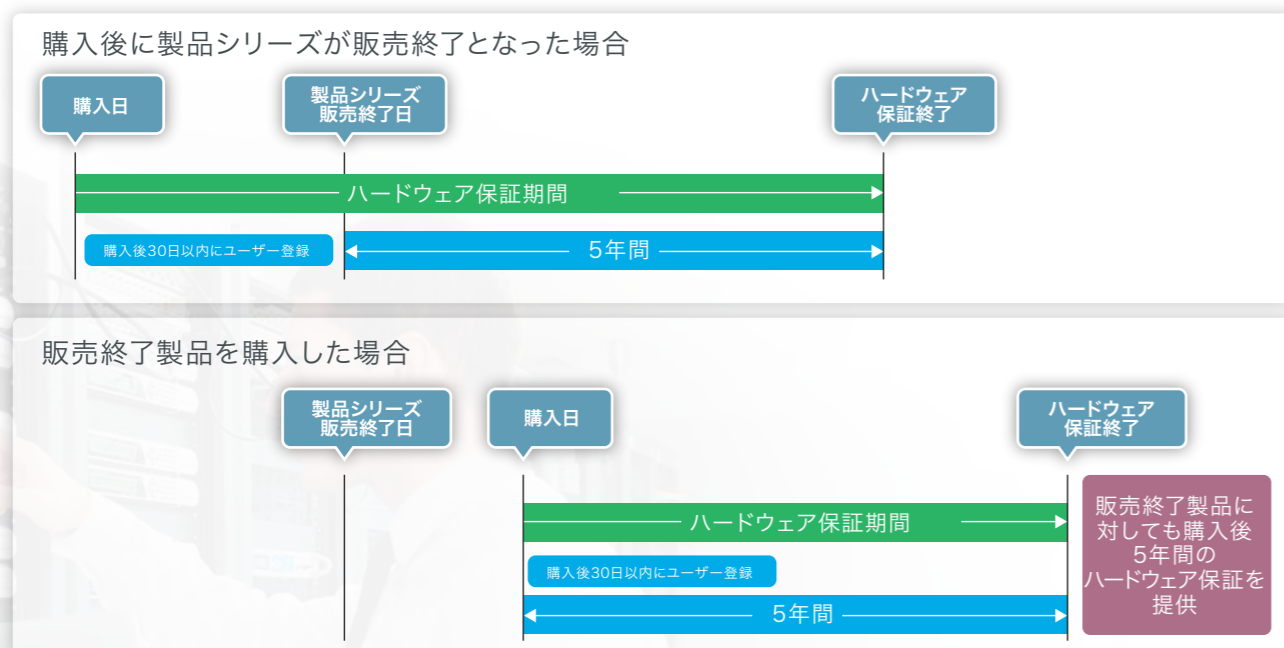 購入後に製品シリーズが販売終了となった場合
購入日
製品シリーズ
販売終了日
ハードウェア
保証終了
ハードウェア保証期間
購入後30日以内にユーザー登録
5年間
販売終了製品を購入した場合
製品シリーズ
販売終了日
購入日
ハードウェア
保証終了
ハードウェア保証期間
購入後30日以内にユーザー登録
5年間
販売終了製品に
対しても購入後
5年間の
ハードウェア保証を
提供